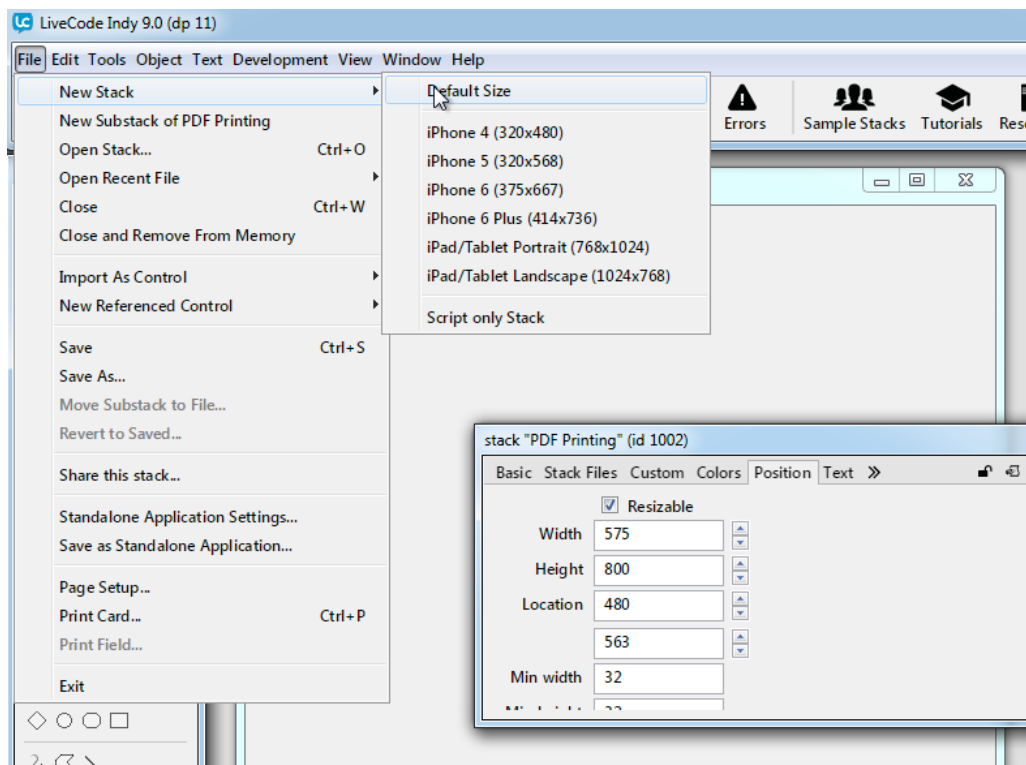 LiveCode Indy 9.0 (dp 11)
File Edit Tools Object Text Development View Window Help
New Stack
New Substack of PDF Printing
Open Stack... Ctrl+O
Open Recent File
Close Ctrl+W
Close and Remove From Memory
Import As Control
New Referenced Control
Save Ctrl+S
Save As...
Move Substack to File...
Revert to Saved...
Share this stack...
Standalone Application Settings...
Save as Standalone Application...
Page Setup...
Print Card... Ctrl+P
Print Field...
Exit
Default Size
iPhone 4 (320x480)
iPhone 5 (320x568)
iPhone 6 (375x667)
iPhone 6 Plus (414x736)
iPad/Tablet Portrait (768x1024)
iPad/Tablet Landscape (1024x768)
Script only Stack
Errors Sample Stacks Tutorials
stack "PDF Printing" (id 1002)
Basic Stack Files Custom Colors Position Text
Resizable
Width 575
Height 800
Location 480
563
Min width 32